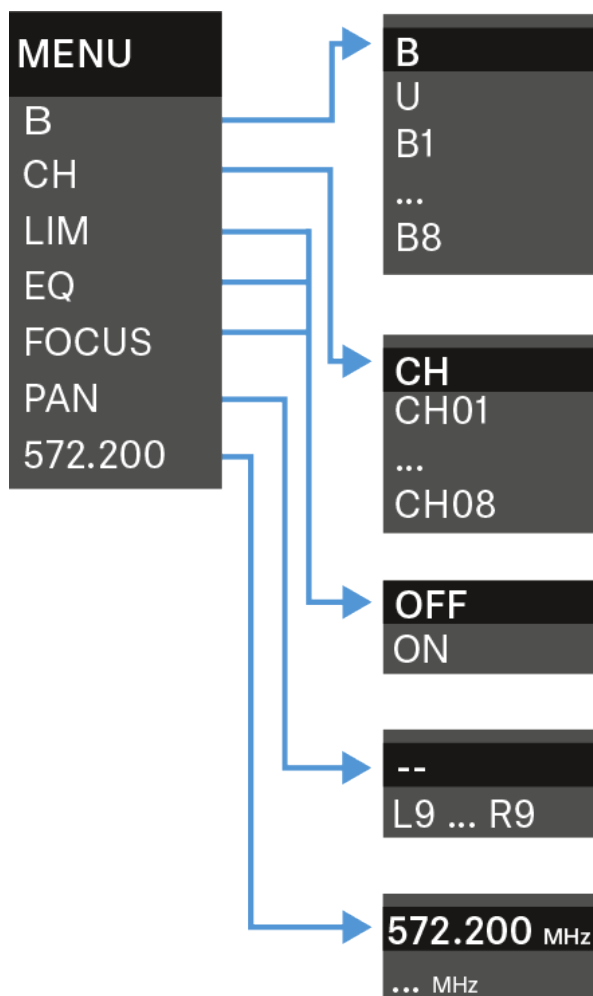 MENU
B
CH
LIM
EQ
FOCUS
PAN
572.200
B
U
B1
...
B8
CH
CH01
...
CH08
OFF
ON
--
L9 ... R9
572.200 MHz
... MHz